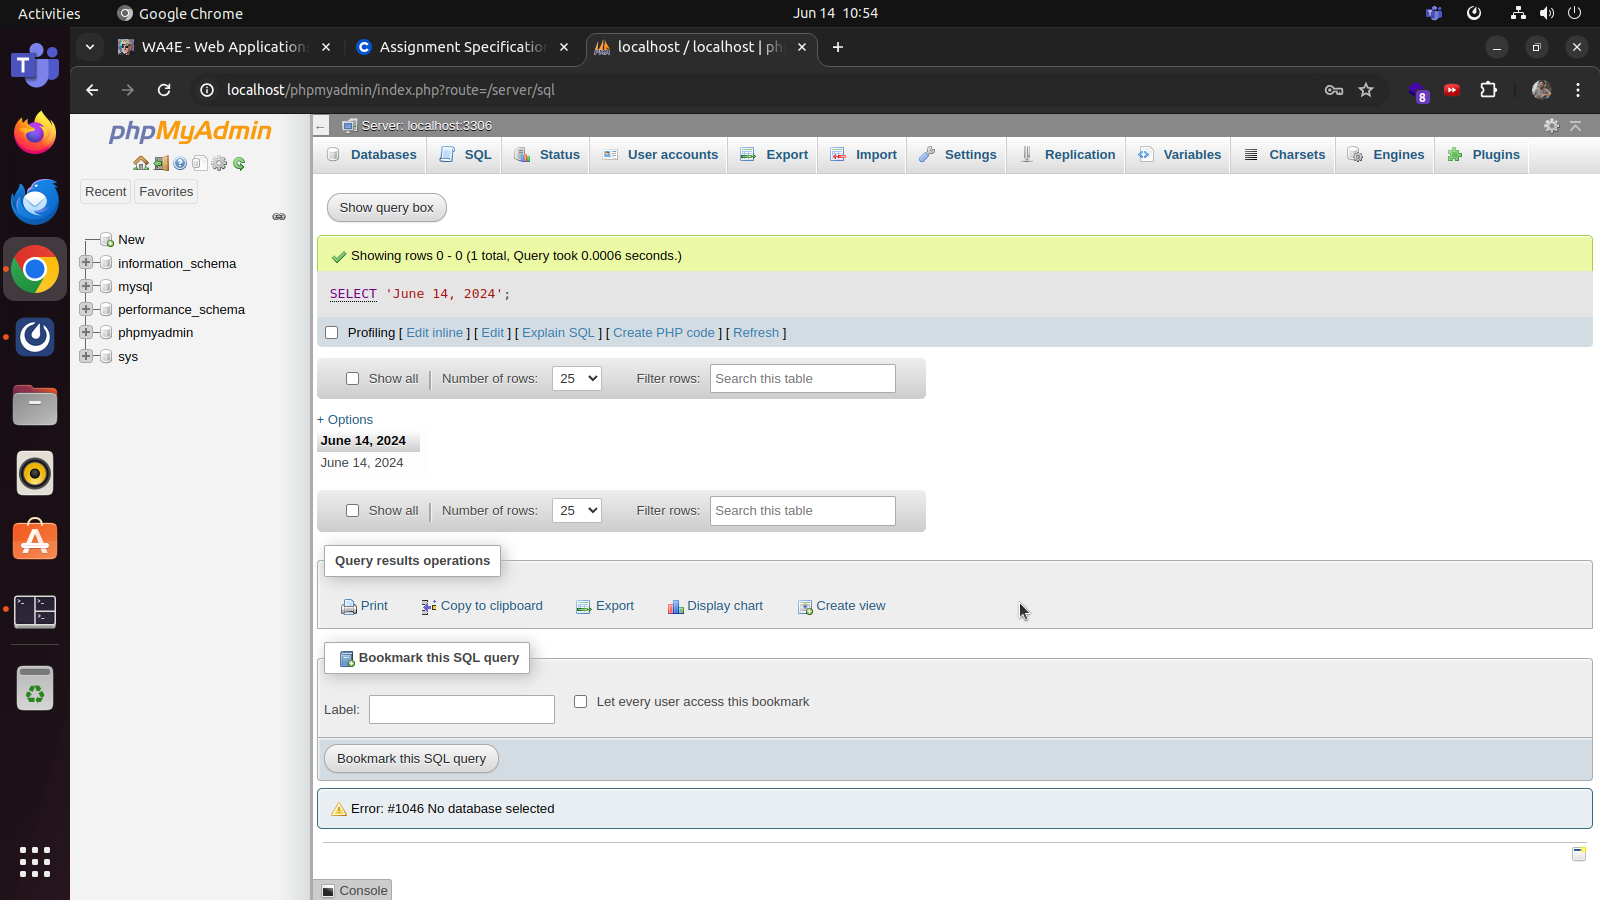 Activities
Google Chrome
Jun 14 10:54
WA4E - Web Applications
Assignment Specificatio
localhost / localhost | ph
localhost/phpmyadmin/index.php?route=/server/sql
8
phpMyAdmin
Server: localhost:3306
Databases
SQL
Status
User accounts
Export
Import
Settings
Replication
Variables
Charsets
Engines
Plugins
Recent
Favorites
New
information_schema
mysql
performance_schema
phpmyadmin
sys
Show query box
Showing rows 0 - 0 (1 total, Query took 0.0006 seconds.)
SELECT 'June 14, 2024';
Profiling [ Edit inline ] [ Edit ] [ Explain SQL ] [ Create PHP code ] [ Refresh ]
Show all
Number of rows:
25
Filter rows:
Search this table
+ Options
June 14, 2024
June 14, 2024
Show all
Number of rows:
25
Filter rows:
Search this table
Query results operations
Print
Copy to clipboard
Export
Display chart
Create view
Bookmark this SQL query
Label:
Let every user access this bookmark
Bookmark this SQL query
Error: #1046 No database selected
Console